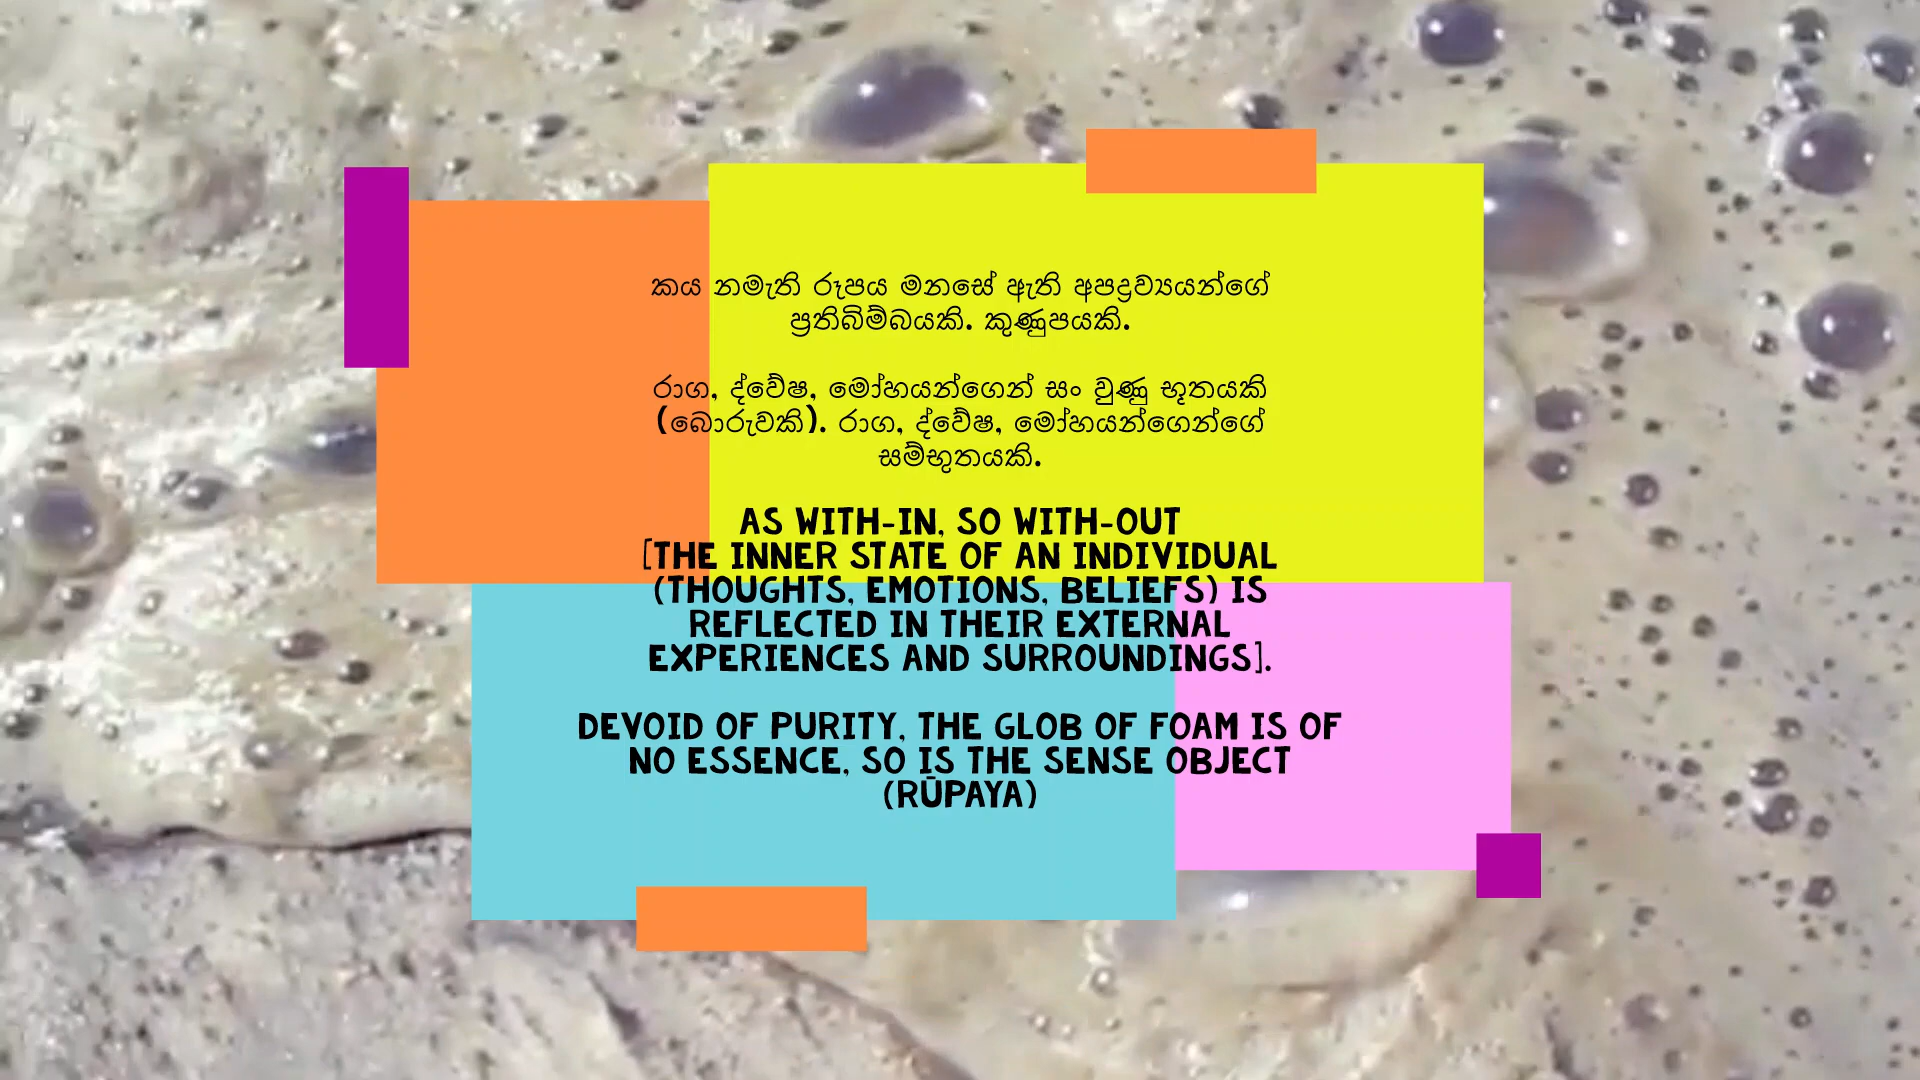 කය නමැති රූපය මනසේ ඇති අපද්‍රව්‍යයන්ගේ
ප්‍රතිබිම්බයකි. කුණුපයකි.
රාග, ද්වේෂ, මෝහයන්ගෙන් සං වුණු භූතයකි
(බොරුවකි). රාග, ද්වේෂ, මෝහයන්ගෙන්ගේ
සම්භුතයකි.
AS WITH-IN, SO WITH-OUT
[THE INNER STATE OF AN INDIVIDUAL
(THOUGHTS, EMOTIONS, BELIEFS) IS
REFLECTED IN THEIR EXTERNAL
EXPERIENCES AND SURROUNDINGS].
DEVOID OF PURITY, THE GLOB OF FOAM IS OF
NO ESSENCE, SO IS THE SENSE OBJECT
(RŪPAYA)